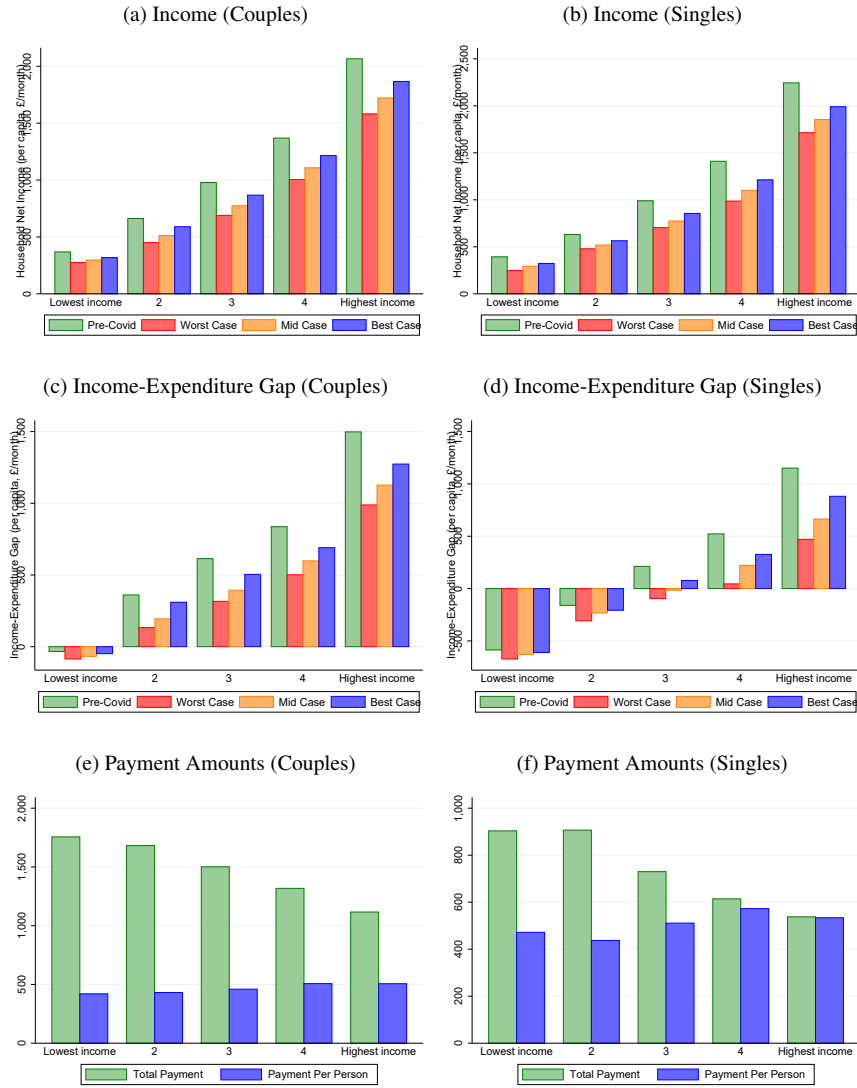 (a) Income (Couples)
Household Net Income (per capita, £/month)
0 500 1,000 1,500 2,000
Lowest income 2 3 4 Highest income
Pre-Covid Worst Case Mid Case Best Case
(b) Income (Singles)
Household Net Income (per capita, £/month)
0 500 1,000 1,500 2,000 2,500
Lowest income 2 3 4 Highest income
Pre-Covid Worst Case Mid Case Best Case
(c) Income-Expenditure Gap (Couples)
Income-Expenditure Gap (per capita, £/month)
0 500 1,000 1,500
Lowest income 2 3 4 Highest income
Pre-Covid Worst Case Mid Case Best Case
(d) Income-Expenditure Gap (Singles)
Income-Expenditure Gap (per capita, £/month)
-500 0 500 1,000 1,500
Lowest income 2 3 4 Highest income
Pre-Covid Worst Case Mid Case Best Case
(e) Payment Amounts (Couples)
0 500 1,000 1,500 2,000
Lowest income 2 3 4 Highest income
Total Payment Payment Per Person
(f) Payment Amounts (Singles)
0 200 400 600 800 1,000
Lowest income 2 3 4 Highest income
Total Payment Payment Per Person